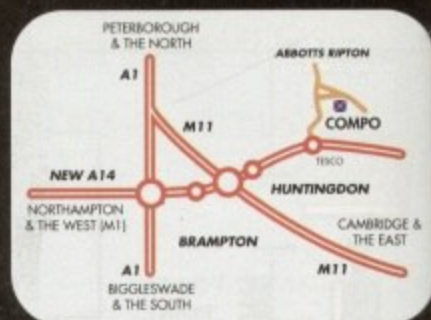 PETERBOROUGH
& THE NORTH
A1
ABBOTTS RIPTON
M11
COMPO
TESCO
NEW A14
HUNTINGDON
NORTHAMPTON
& THE WEST (M1)
CAMBRIDGE &
THE EAST
BRAMPTON
A1
M11
BIGGLESWADE
& THE SOUTH